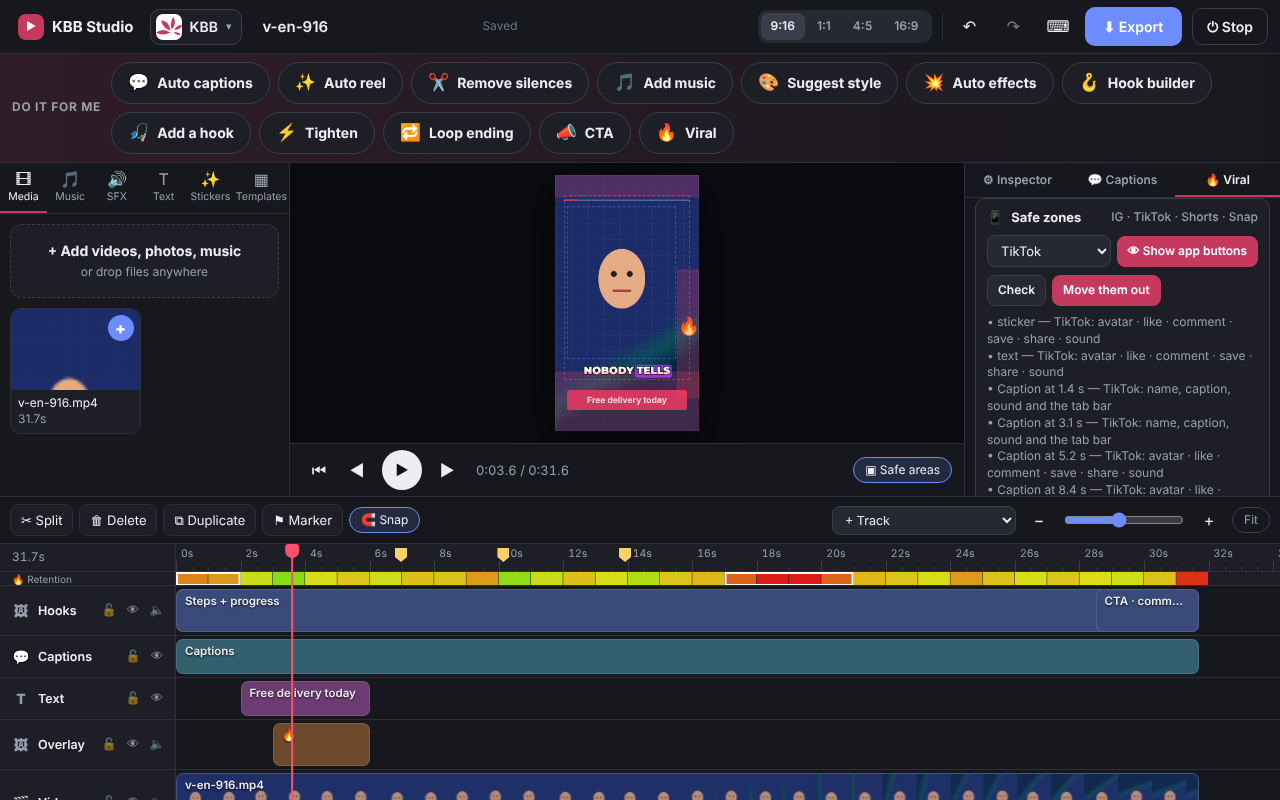 KBB Studio
KBB
v-en-916
Saved
9:16 1:1 4:5 16:9
Export
Stop
DO IT FOR ME
Auto captions
Auto reel
Remove silences
Add music
Suggest style
Auto effects
Hook builder
Add a hook
Tighten
Loop ending
CTA
Viral
Media
Music
SFX
Text
Stickers
Templates
+ Add videos, photos, music
or drop files anywhere
v-en-916.mp4
31.7s
NOBODY TELLS
Free delivery today
0:03.6 / 0:31.6
Safe areas
Inspector
Captions
Viral
Safe zones
IG · TikTok · Shorts · Snap
TikTok
Show app buttons
Check
Move them out
• sticker — TikTok: avatar · like · comment ·
save · share · sound
• text — TikTok: avatar · like · comment · save ·
share · sound
• Caption at 1.4 s — TikTok: name, caption,
sound and the tab bar
• Caption at 3.1 s — TikTok: name, caption,
sound and the tab bar
• Caption at 5.2 s — TikTok: avatar · like ·
comment · save · share · sound
• Caption at 8.4 s — TikTok: avatar · like ·
Split
Delete
Duplicate
Marker
Snap
+ Track
Fit
31.7s
0s 2s 4s 6s 8s 0s 12s 14s 16s 18s 20s 22s 24s 26s 28s 30s 32s
Retention
Hooks
Steps + progress
CTA · comm...
Captions
Captions
Text
Free delivery today
Overlay
v-en-916.mp4